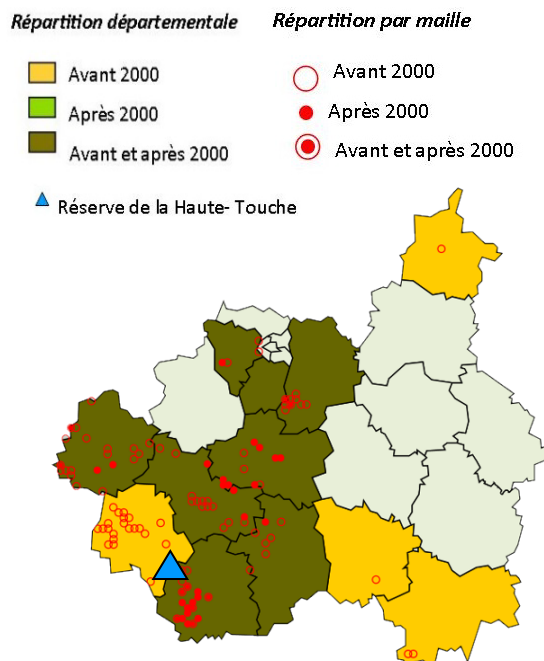 Répartition départementale
Avant 2000
Après 2000
Avant et après 2000
Réserve de la Haute- Touche
Répartition par maille
Avant 2000
Après 2000
Avant et après 2000